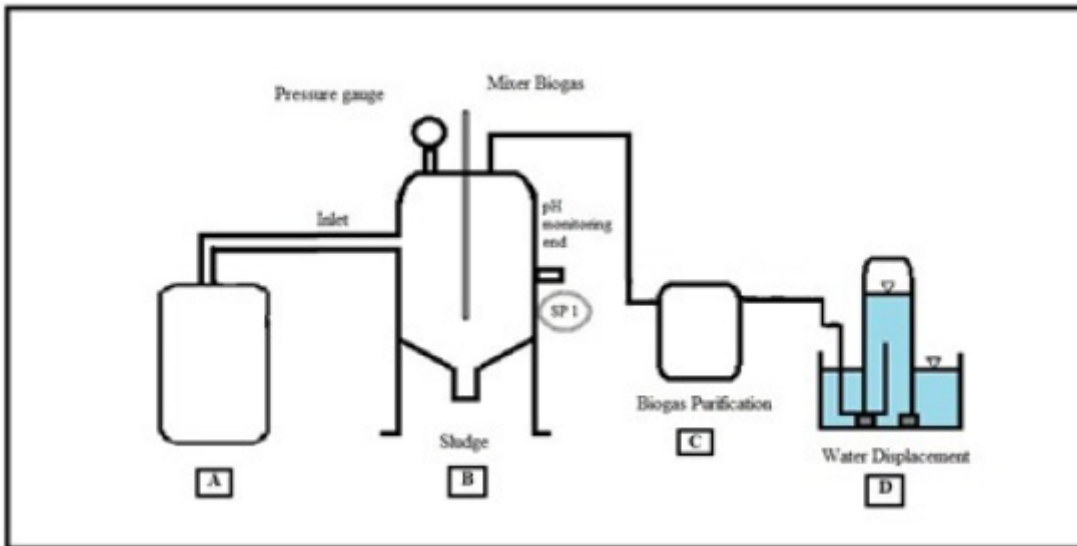 Mixer Biogas
Pressure gauge
Inlet
pH
monitoring
end
SP 1
Biogas Purification
C
Sludge
B
A
Water Displacement
D